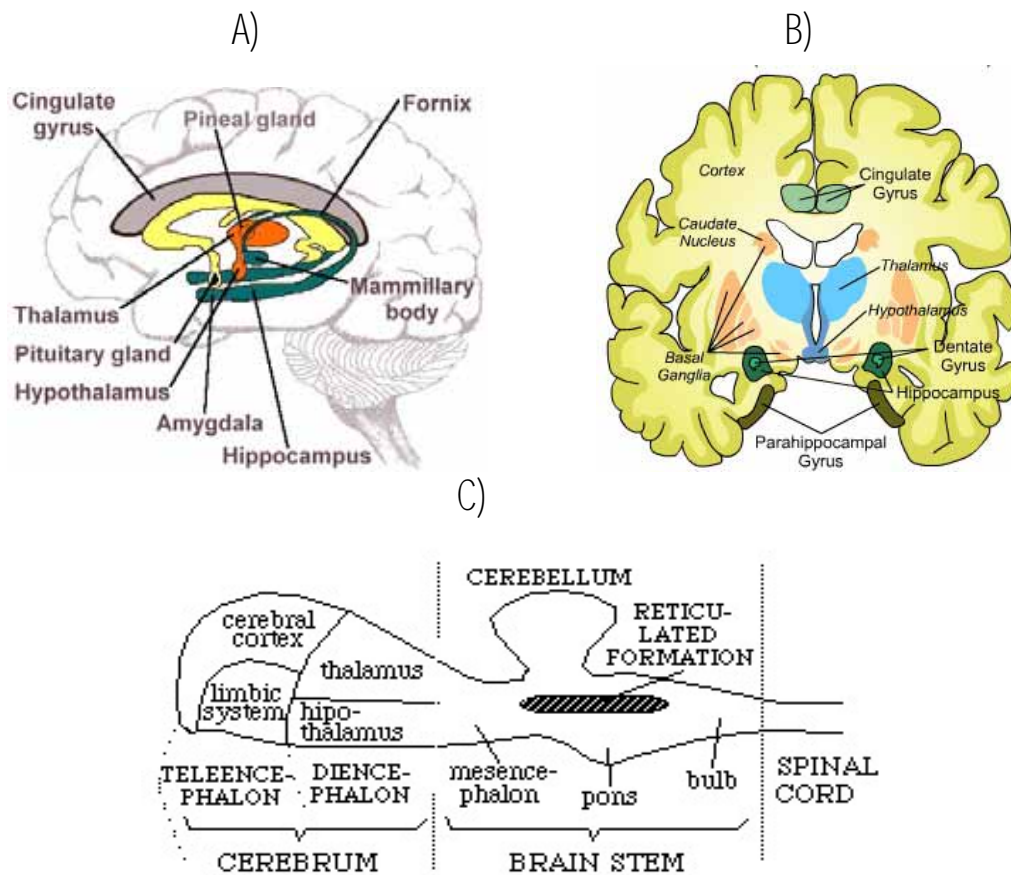 A)
Cingulate
gyrus
Pineal gland
Fornix
Thalamus
Mammillary
body
Pituitary gland
Hypothalamus
Amygdala
Hippocampus
B)
Cortex
Cingulate
Gyrus
Caudate
Nucleus
Thalamus
Hypothalamus
Basal
Ganglia
Dentate
Gyrus
Hippocampus
Parahippocampal
Gyrus
C)
CEREBELLUM
RETICU-
LATED
FORMATION
cerebral
cortex
thalamus
limbic
system
hipo-
thalamus
mesence-
phalon
pons
bulb
TELEENCE-
PHALON
DIENCE-
PHALON
SPINAL
CORD
CEREBRUM
BRAIN STEM